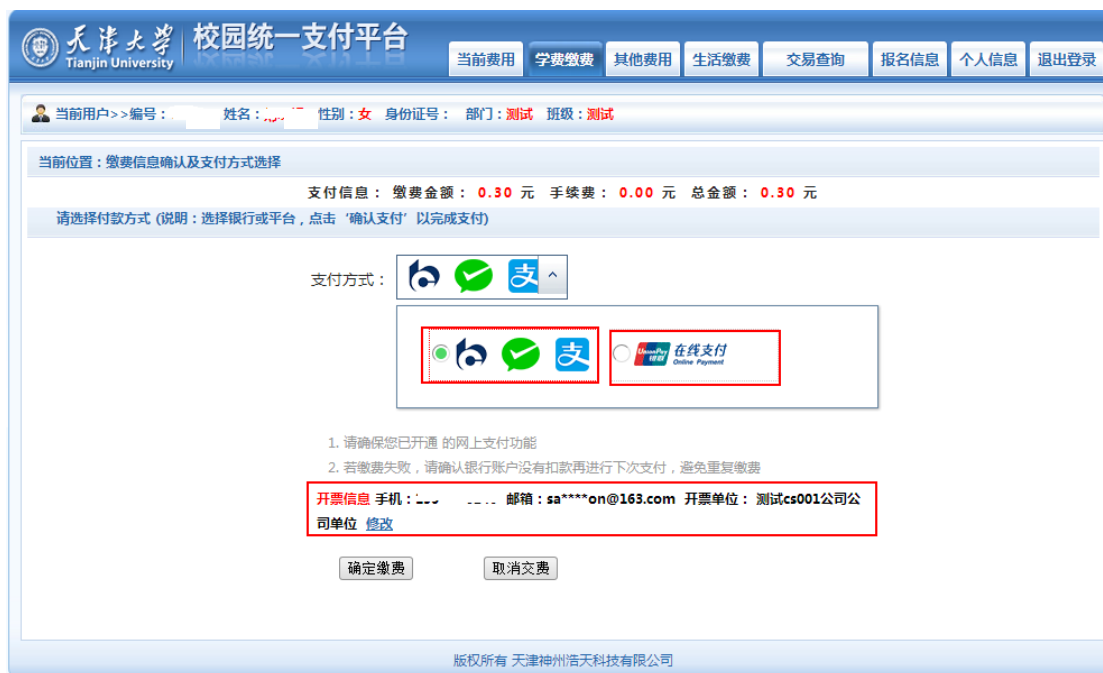 天津大学 校园统一支付平台
Tianjin University
当前费用 学费缴费 其他费用 生活缴费 交易查询 报名信息 个人信息 退出登录
当前用户>>编号： 姓名： 性别：女 身份证号： 部门：测试 班级：测试
当前位置：缴费信息确认及支付方式选择
支付信息： 缴费金额： 0.30 元 手续费： 0.00 元 总金额： 0.30 元
请选择付款方式 (说明：选择银行或平台，点击‘确认支付’以完成支付)
支付方式： 支
支 UnionPay 银联 在线支付
Online Payment
1. 请确保您已开通 的网上支付功能
2. 若缴费失败，请确认银行账户没有扣款再进行下次支付，避免重复缴费
开票信息 手机： 邮箱：sa****on@163.com 开票单位： 测试cs001公司公
司单位 修改
确定缴费 取消交费
版权所有 天津神州浩天科技有限公司